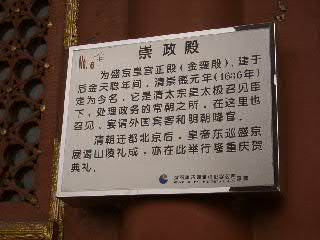 崇政殿
为盛京皇宫正殿（金銮殿），建于
后金天聪年间，清崇德元年（1636年）
定为今名，它是清太宗皇太极召见臣
下，处理政务的常朝之所，在这里也
召见、宴请外国宾客和明朝降官。
清朝迁都北京后，皇帝东巡盛京
展谒山陵礼成，亦在此举行隆重庆贺
典礼。